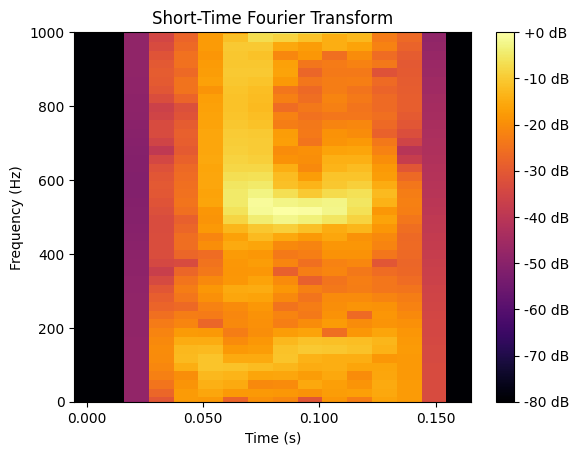 Short-Time Fourier Transform
1000
800
600
400
200
0
Frequency (Hz)
0.000
0.050
0.100
0.150
Time (s)
+0 dB
-10 dB
-20 dB
-30 dB
-40 dB
-50 dB
-60 dB
-70 dB
-80 dB